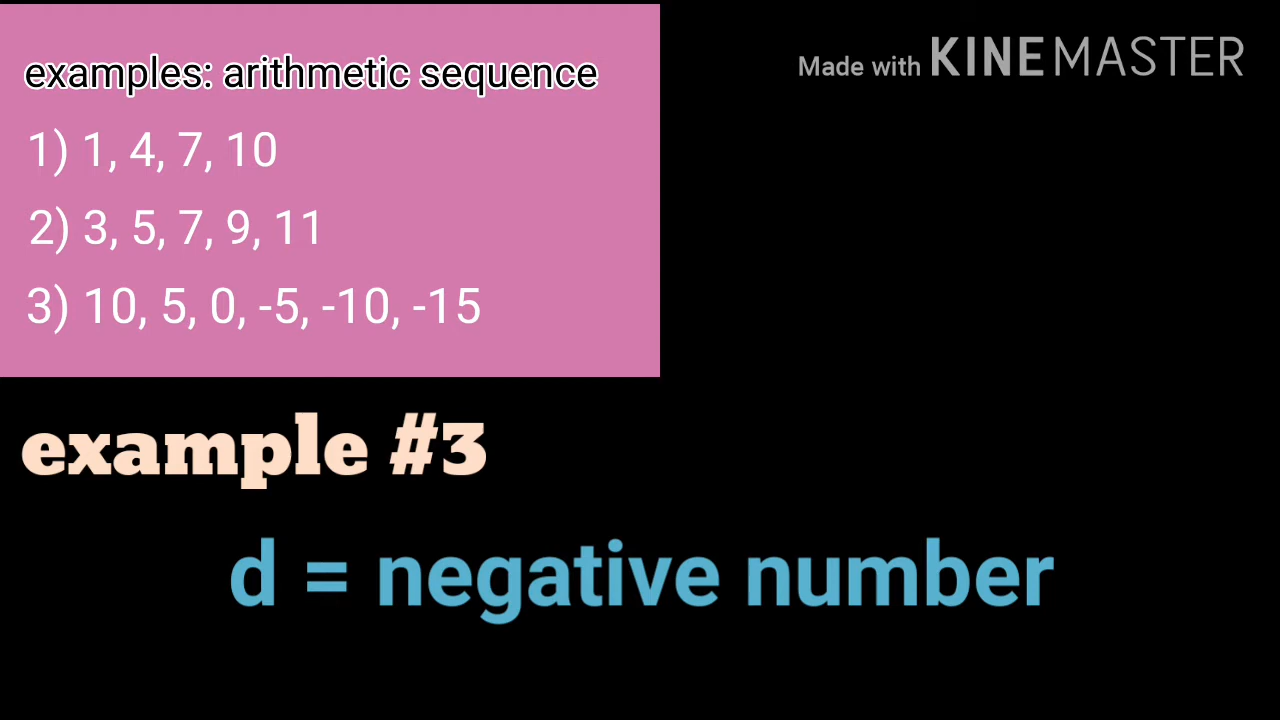 examples: arithmetic sequence
Made with KINEMASTER
1) 1, 4, 7, 10
2) 3, 5, 7, 9, 11
3) 10, 5, 0, -5, -10, -15
example #3
d = negative number